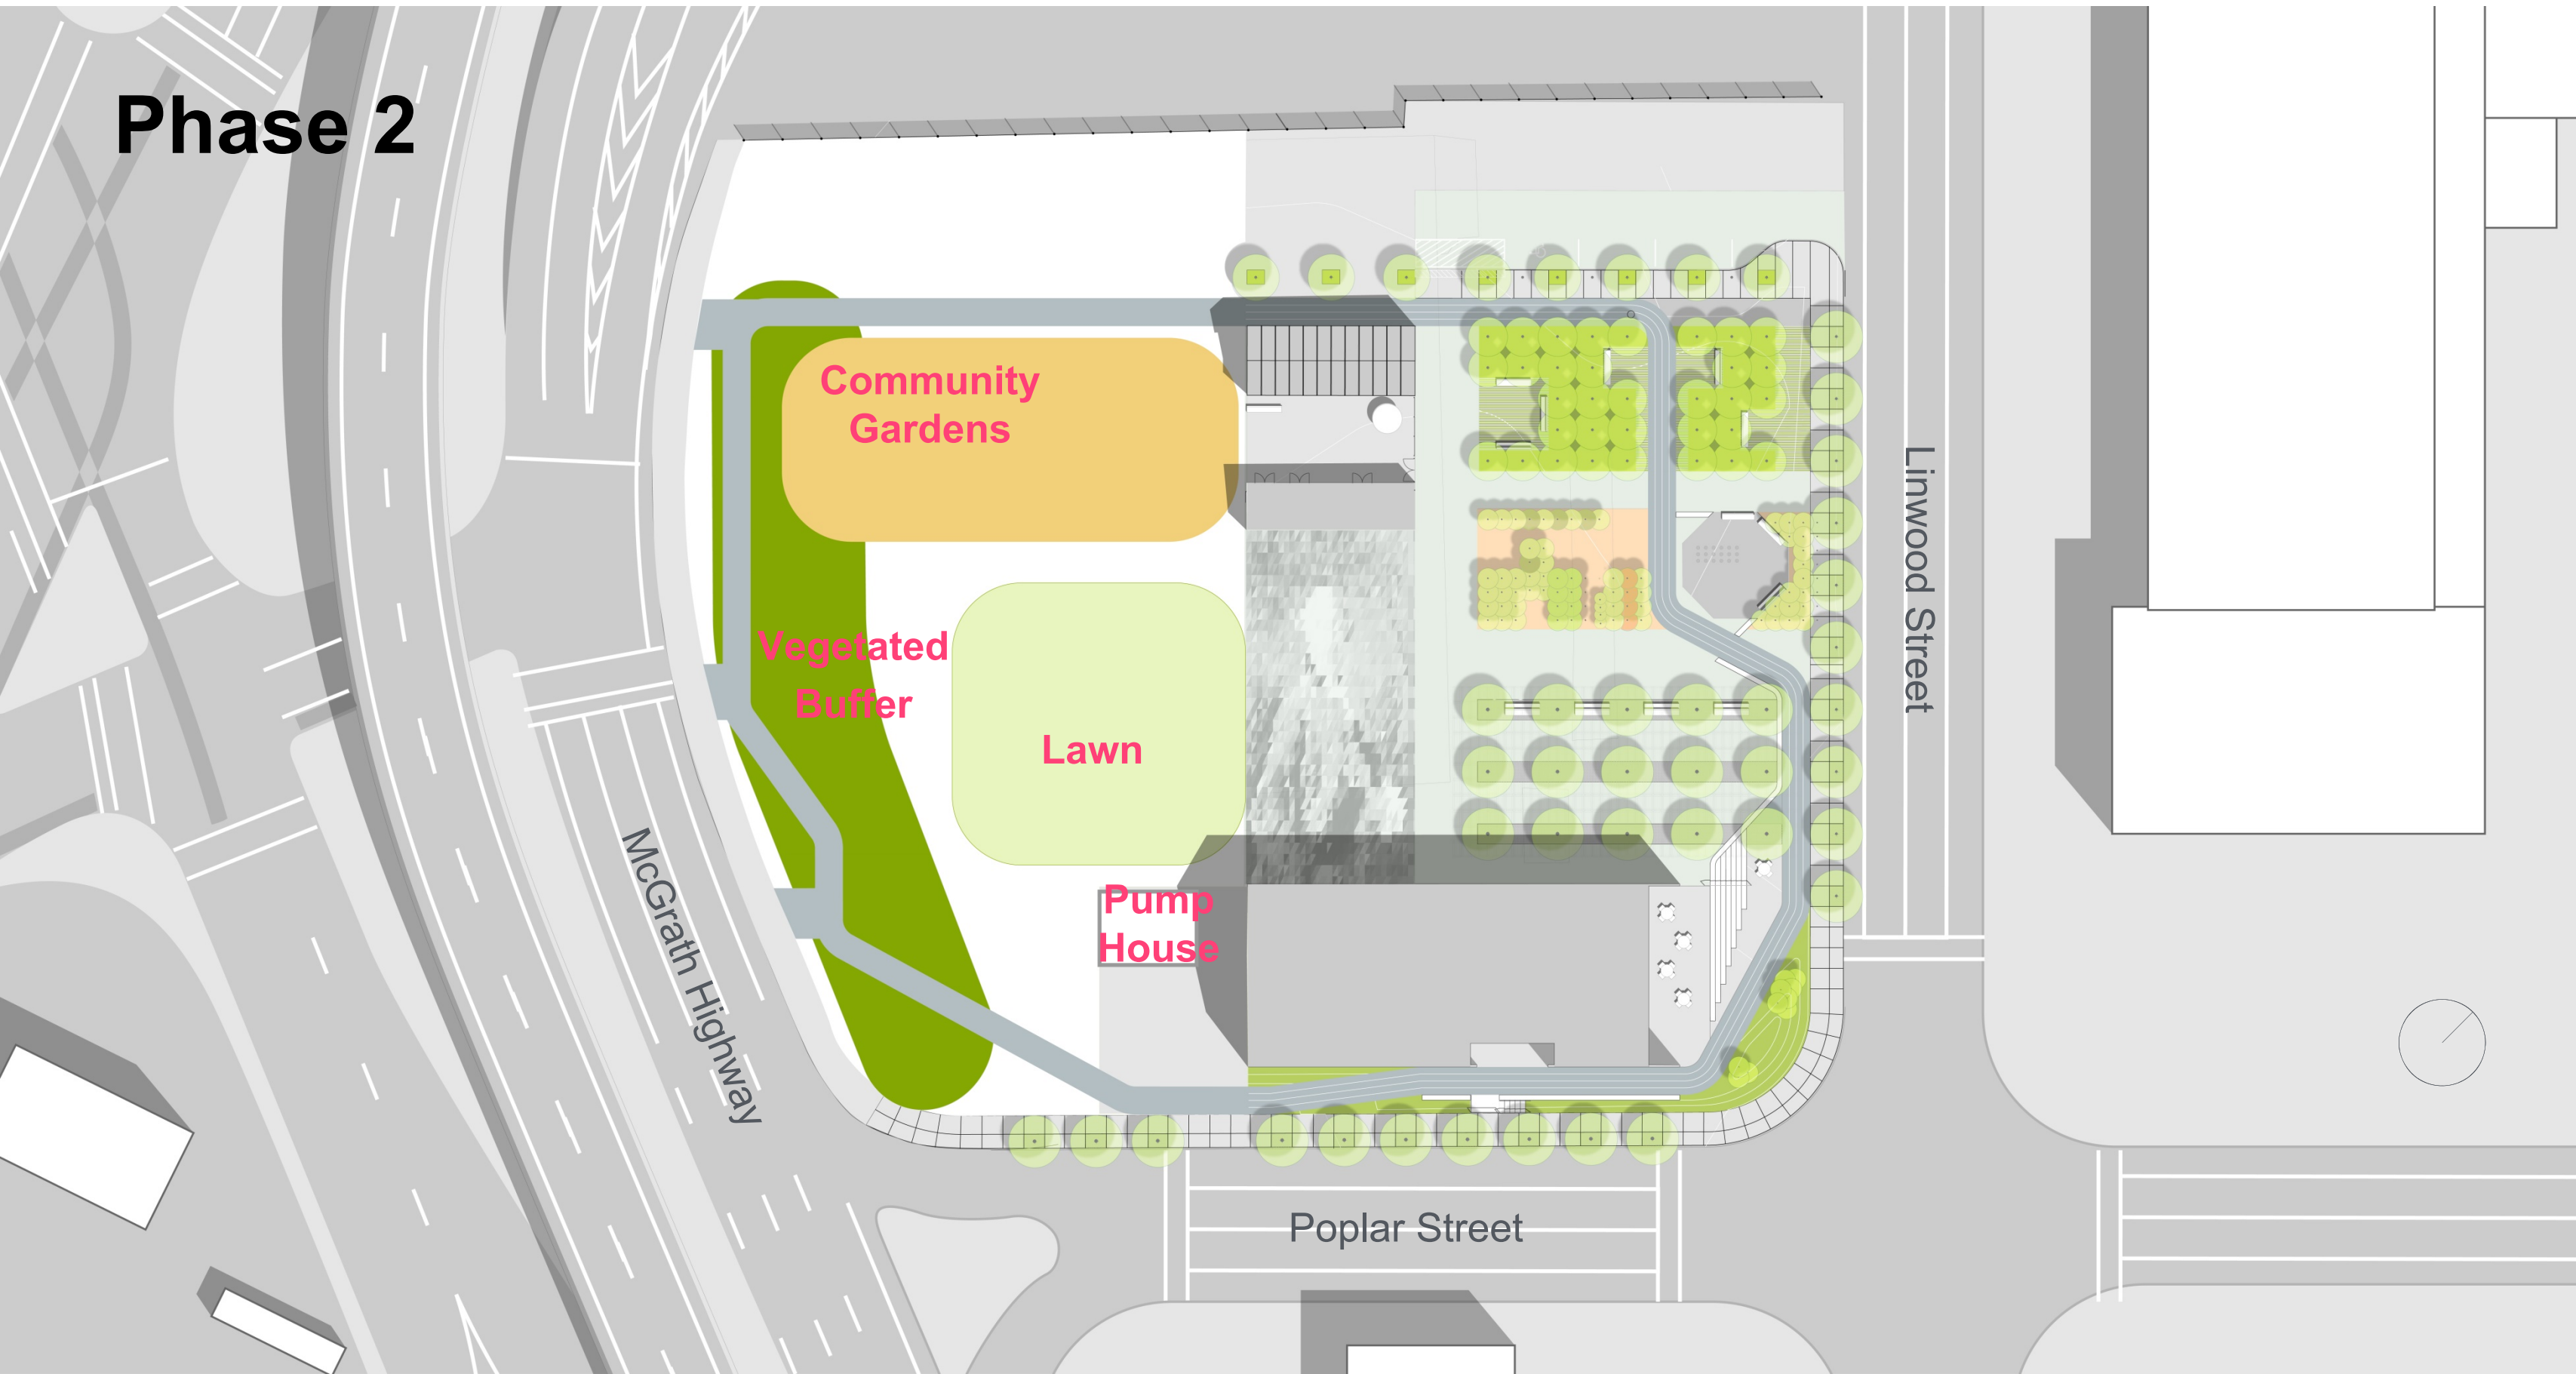 Phase 2
Community
Gardens
Linwood Street
Vegetated
Buffer
Lawn
McGrath Highway
Pump
House
Poplar Street